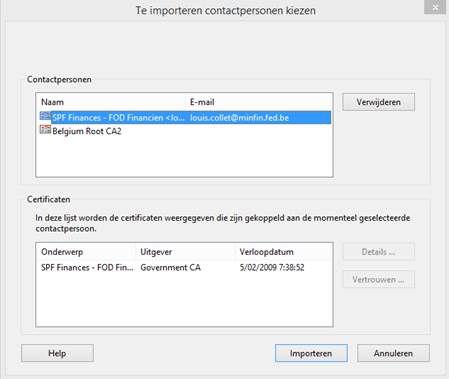 Te importeren contactpersonen kiezen
Contactpersonen
Naam E-mail
SPF Finances - FOD Financien <lo... louis.collet@minfin.fed.be
Belgium Root CA2
Verwijderen
Certificaten
In deze lijst worden de certificaten weergegeven die zijn gekoppeld aan de momenteel geselecteerde
contactpersoon.
Onderwerp Uitgever Verloopdatum
SPF Finances - FOD Fin... Government CA 5/02/2009 7:38:52
Details ...
Vertrouwen ...
Help Importeren Annuleren